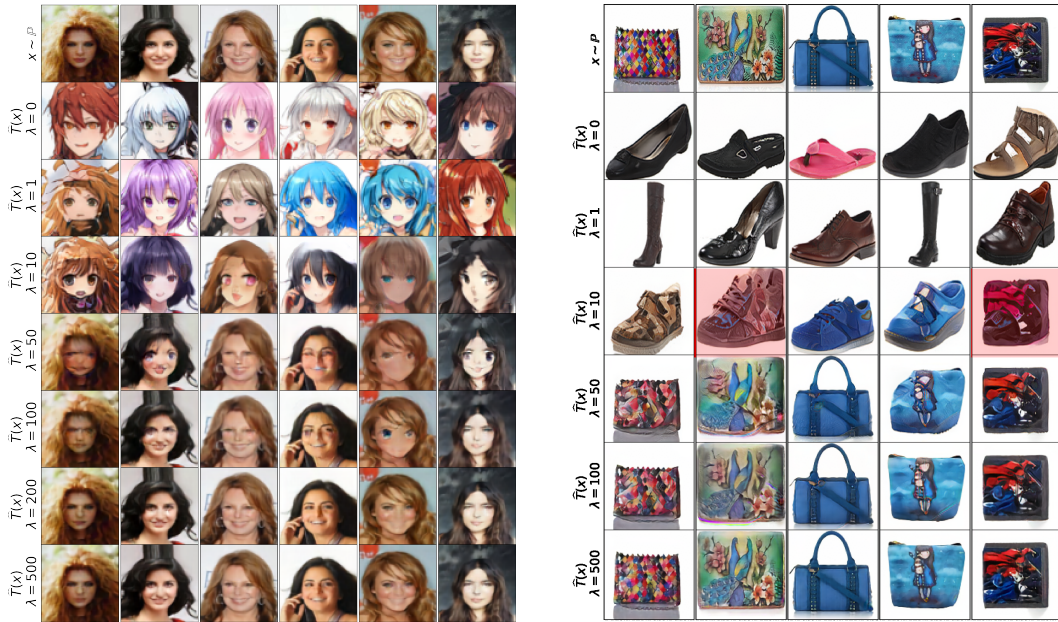 x ~ ℙ
T̂(x)
λ = 0
T̂(x)
λ = 1
T̂(x)
λ = 10
T̂(x)
λ = 50
T̂(x)
λ = 100
T̂(x)
λ = 200
T̂(x)
λ = 500
x ~ P
T̂(x)
λ = 0
T̂(x)
λ = 1
T̂(x)
λ = 10
T̂(x)
λ = 50
T̂(x)
λ = 100
T̂(x)
λ = 500